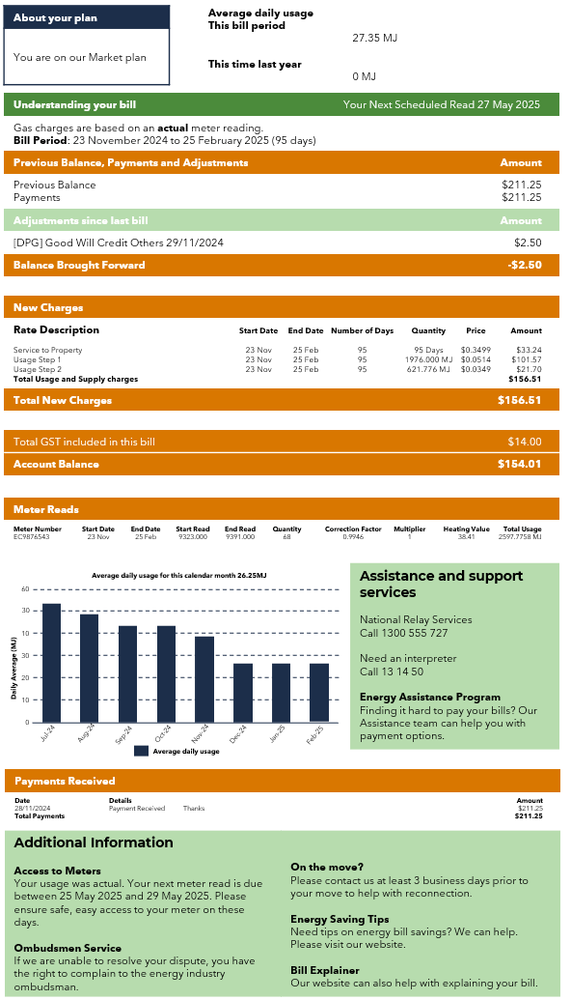 About your plan
You are on our Market plan
Average daily usage
This bill period
27.35 MJ
This time last year
0 MJ
Understanding your bill Your Next Scheduled Read 27 May 2025
Gas charges are based on an actual meter reading.
Bill Period: 23 November 2024 to 25 February 2025 (95 days)
Previous Balance, Payments and Adjustments Amount
Previous Balance $211.25
Payments $211.25
Adjustments since last bill Amount
[DPG] Good Will Credit Others 29/11/2024 $2.50
Balance Brought Forward -$2.50
New Charges
Rate Description Start Date End Date Number of Days Quantity Price Amount
Service to Property 23 Nov 25 Feb 95 95 Days $0.3499 $33.24
Usage Step 1 23 Nov 25 Feb 95 1976.000 MJ $0.0514 $101.57
Usage Step 2 23 Nov 25 Feb 95 621.776 MJ $0.0349 $21.70
Total Usage and Supply charges $156.51
Total New Charges $156.51
Total GST included in this bill $14.00
Account Balance $154.01
Meter Reads
Meter Number Start Date End Date Start Read End Read Quantity Correction Factor Multiplier Heating Value Total Usage
EC9876543 23 Nov 25 Feb 9323.000 9391.000 68 0.9946 1 38.41 2597.7758 MJ
Average daily usage for this calendar month 26.25MJ
Daily Average (MJ)
60
30
10
30
20
10
0
Jul-24 Aug-24 Sep-24 Oct-24 Nov-24 Dec-24 Jan-25 Feb-25
Average daily usage
Assistance and support
services
National Relay Services
Call 1300 555 727
Need an interpreter
Call 13 14 50
Energy Assistance Program
Finding it hard to pay your bills? Our
Assistance team can help you with
payment options.
Payments Received
Date Details Amount
28/11/2024 Payment Received Thanks $211.25
Total Payments $211.25
Additional Information
Access to Meters
Your usage was actual. Your next meter read is due
between 25 May 2025 and 29 May 2025. Please
ensure safe, easy access to your meter on these
days.
Ombudsmen Service
If we are unable to resolve your dispute, you have
the right to complain to the energy industry
ombudsman.
On the move?
Please contact us at least 3 business days prior to
your move to help with reconnection.
Energy Saving Tips
Need tips on energy bill savings? We can help.
Please visit our website.
Bill Explainer
Our website can also help with explaining your bill.